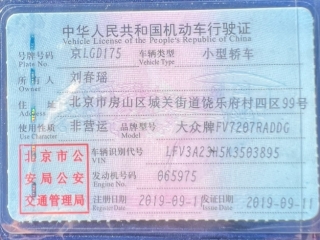 中华人民共和国机动车行驶证
Vehicle License of the People's Republic of China
号牌号码 京LGD175 车辆类型 小型轿车
Plate No. Vehicle Type
所有人 刘春瑶
Owner
住址 北京市房山区城关街道饶乐府村四区99号
Address
使用性质 非营运 品牌型号 大众牌FV7207RADDG
Use Character Model
北京市公安局公安交通管理局
车辆识别代号 LFV3A23H5K3503895
VIN
发动机号码 065975
Engine No.
注册日期 2019-09-1 发证日期 2019-09-11
Register Date Issue Date